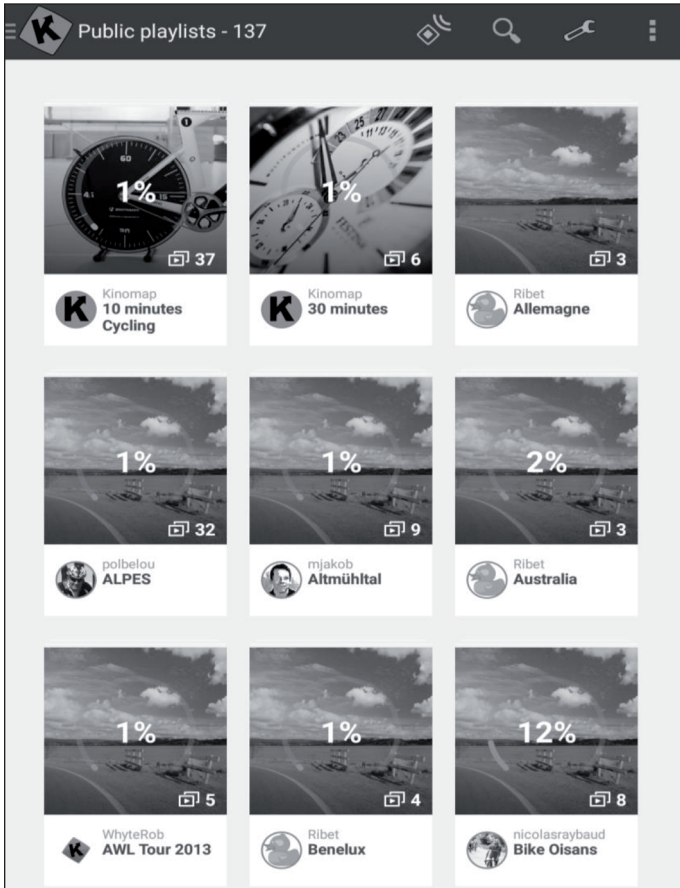 Public playlists - 137
1%
37
Kinomap
10 minutes
Cycling
1%
6
Kinomap
30 minutes
3
Ribet
Allemagne
1%
32
polbelou
ALPES
1%
9
mjakob
Altmühltal
2%
3
Ribet
Australia
1%
5
WhyteRob
AWL Tour 2013
1%
4
Ribet
Benelux
12%
8
nicolasraybaud
Bike Oisans